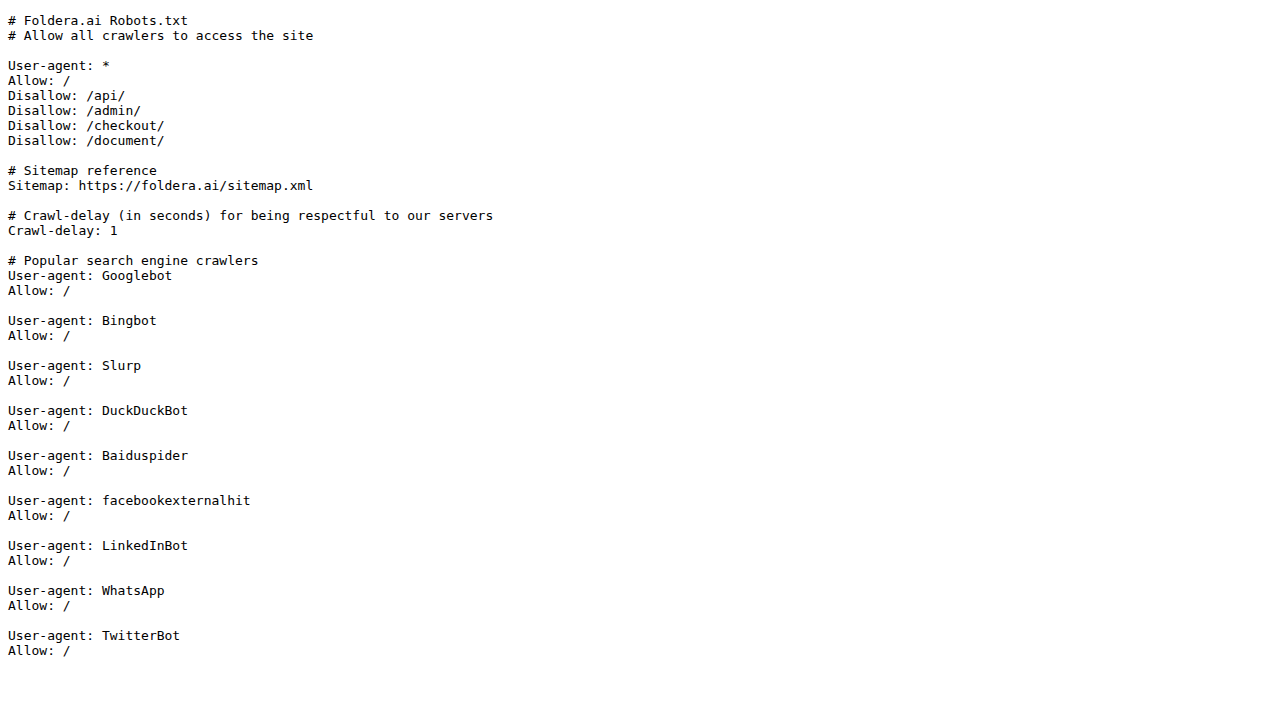 # Foldera.ai Robots.txt
# Allow all crawlers to access the site

User-agent: *
Allow: /
Disallow: /api/
Disallow: /admin/
Disallow: /checkout/
Disallow: /document/

# Sitemap reference
Sitemap: https://foldera.ai/sitemap.xml

# Crawl-delay (in seconds) for being respectful to our servers
Crawl-delay: 1

# Popular search engine crawlers
User-agent: Googlebot
Allow: /

User-agent: Bingbot
Allow: /

User-agent: Slurp
Allow: /

User-agent: DuckDuckBot
Allow: /

User-agent: Baiduspider
Allow: /

User-agent: facebookexternalhit
Allow: /

User-agent: LinkedInBot
Allow: /

User-agent: WhatsApp
Allow: /

User-agent: TwitterBot
Allow: /